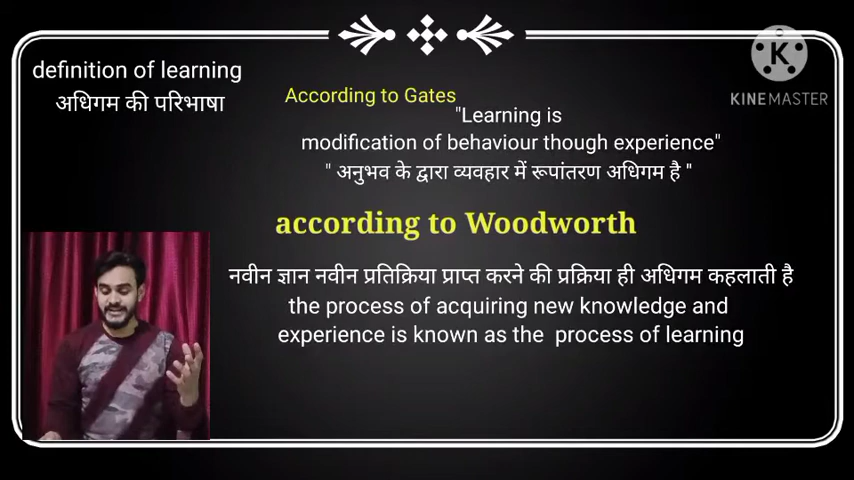 definition of learning
अधिगम की परिभाषा
According to Gates
"Learning is
modification of behaviour though experience"
" अनुभव के द्वारा व्यवहार में रूपांतरण अधिगम है "
according to Woodworth
नवीन ज्ञान नवीन प्रतिक्रिया प्राप्त करने की प्रक्रिया ही अधिगम कहलाती है
the process of acquiring new knowledge and
experience is known as the process of learning
K
KINEMASTER